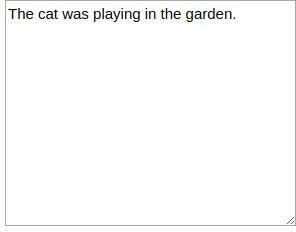 The cat was playing in the garden.